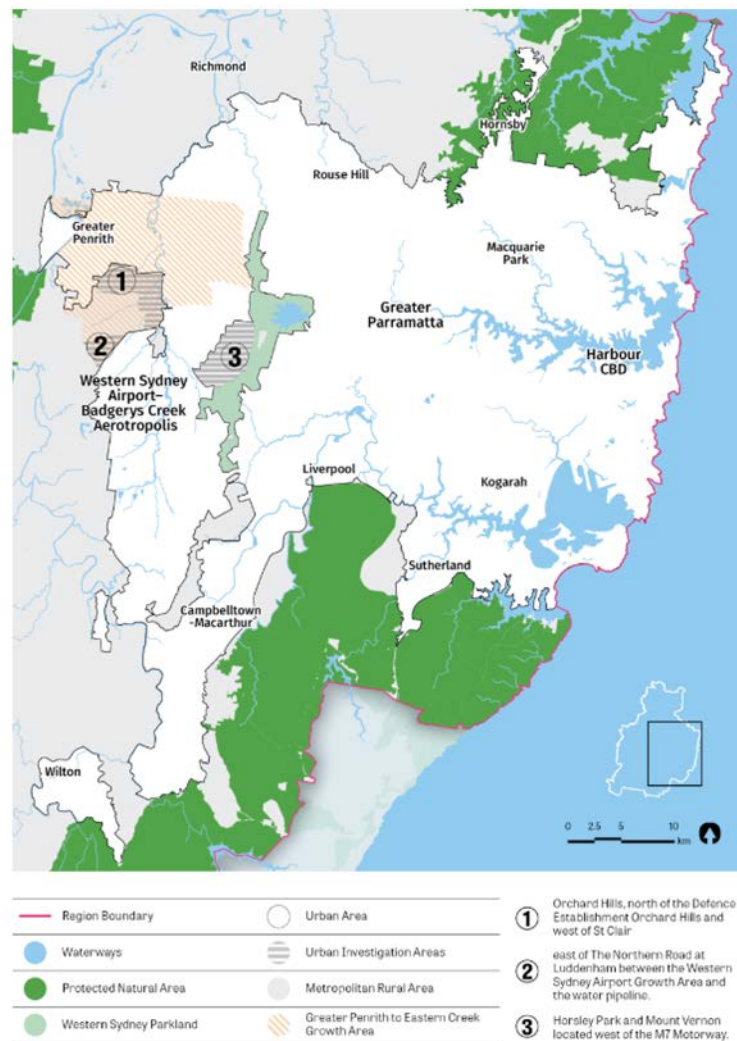 Richmond
Hornsby
Rouse Hill
Greater
Penrith
Macquarie
Park
1
Greater
Parramatta
2
3
Harbour
CBD
Western Sydney
Airport–
Badgerys Creek
Aerotropolis
Liverpool
Kogarah
Sutherland
Campbelltown
-Macarthur
Wilton
0 2.5 5 10
km
Region Boundary
Waterways
Protected Natural Area
Western Sydney Parkland
Urban Area
Urban Investigation Areas
Metropolitan Rural Area
Greater Penrith to Eastern Creek
Growth Area
1
Orchard Hills, north of the Defence
Establishment Orchard Hills and
west of St Clair
2
east of The Northern Road at
Luddenham between the Western
Sydney Airport Growth Area and
the water pipeline.
3
Horsley Park and Mount Vernon
located west of the M7 Motorway.